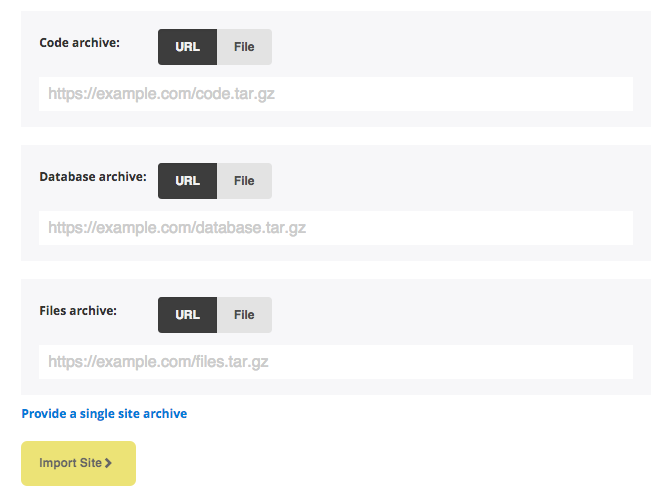 Code archive: URL File
https://example.com/code.tar.gz
Database archive: URL File
https://example.com/database.tar.gz
Files archive: URL File
https://example.com/files.tar.gz
Provide a single site archive
Import Site